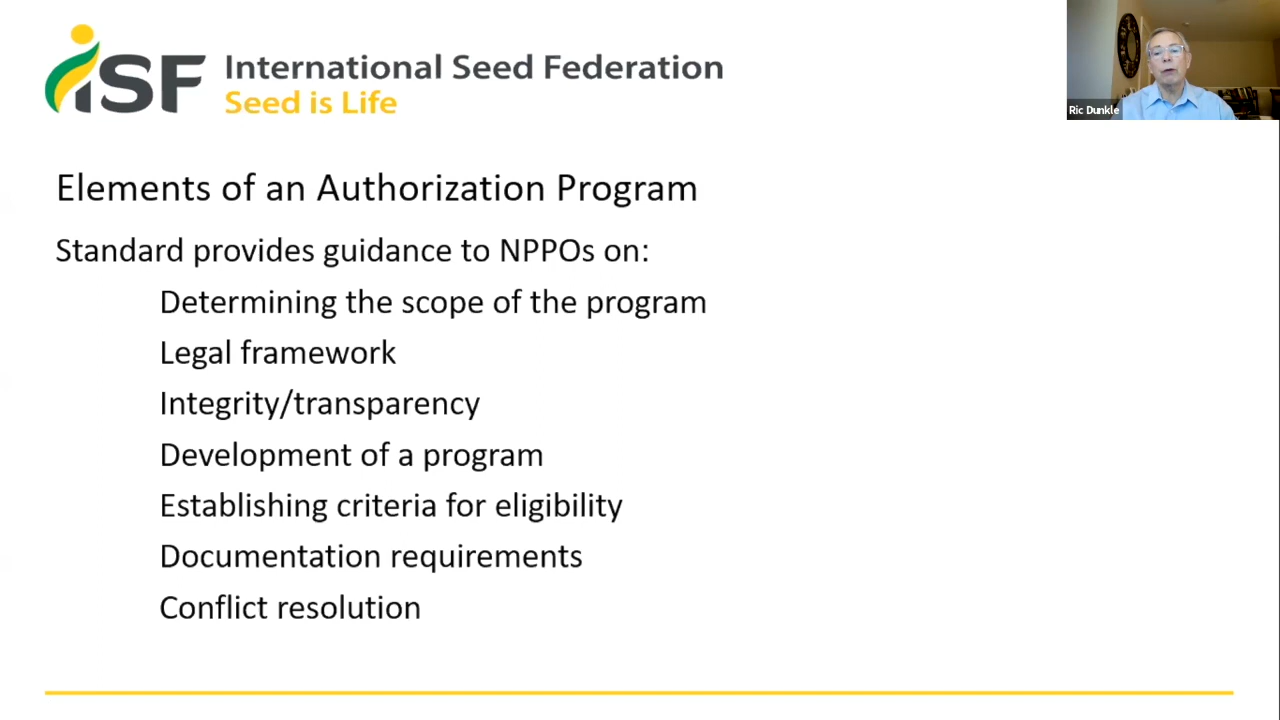 iSF International Seed Federation
Seed is Life
Ric Dunkle
Elements of an Authorization Program
Standard provides guidance to NPPOs on:
Determining the scope of the program
Legal framework
Integrity/transparency
Development of a program
Establishing criteria for eligibility
Documentation requirements
Conflict resolution